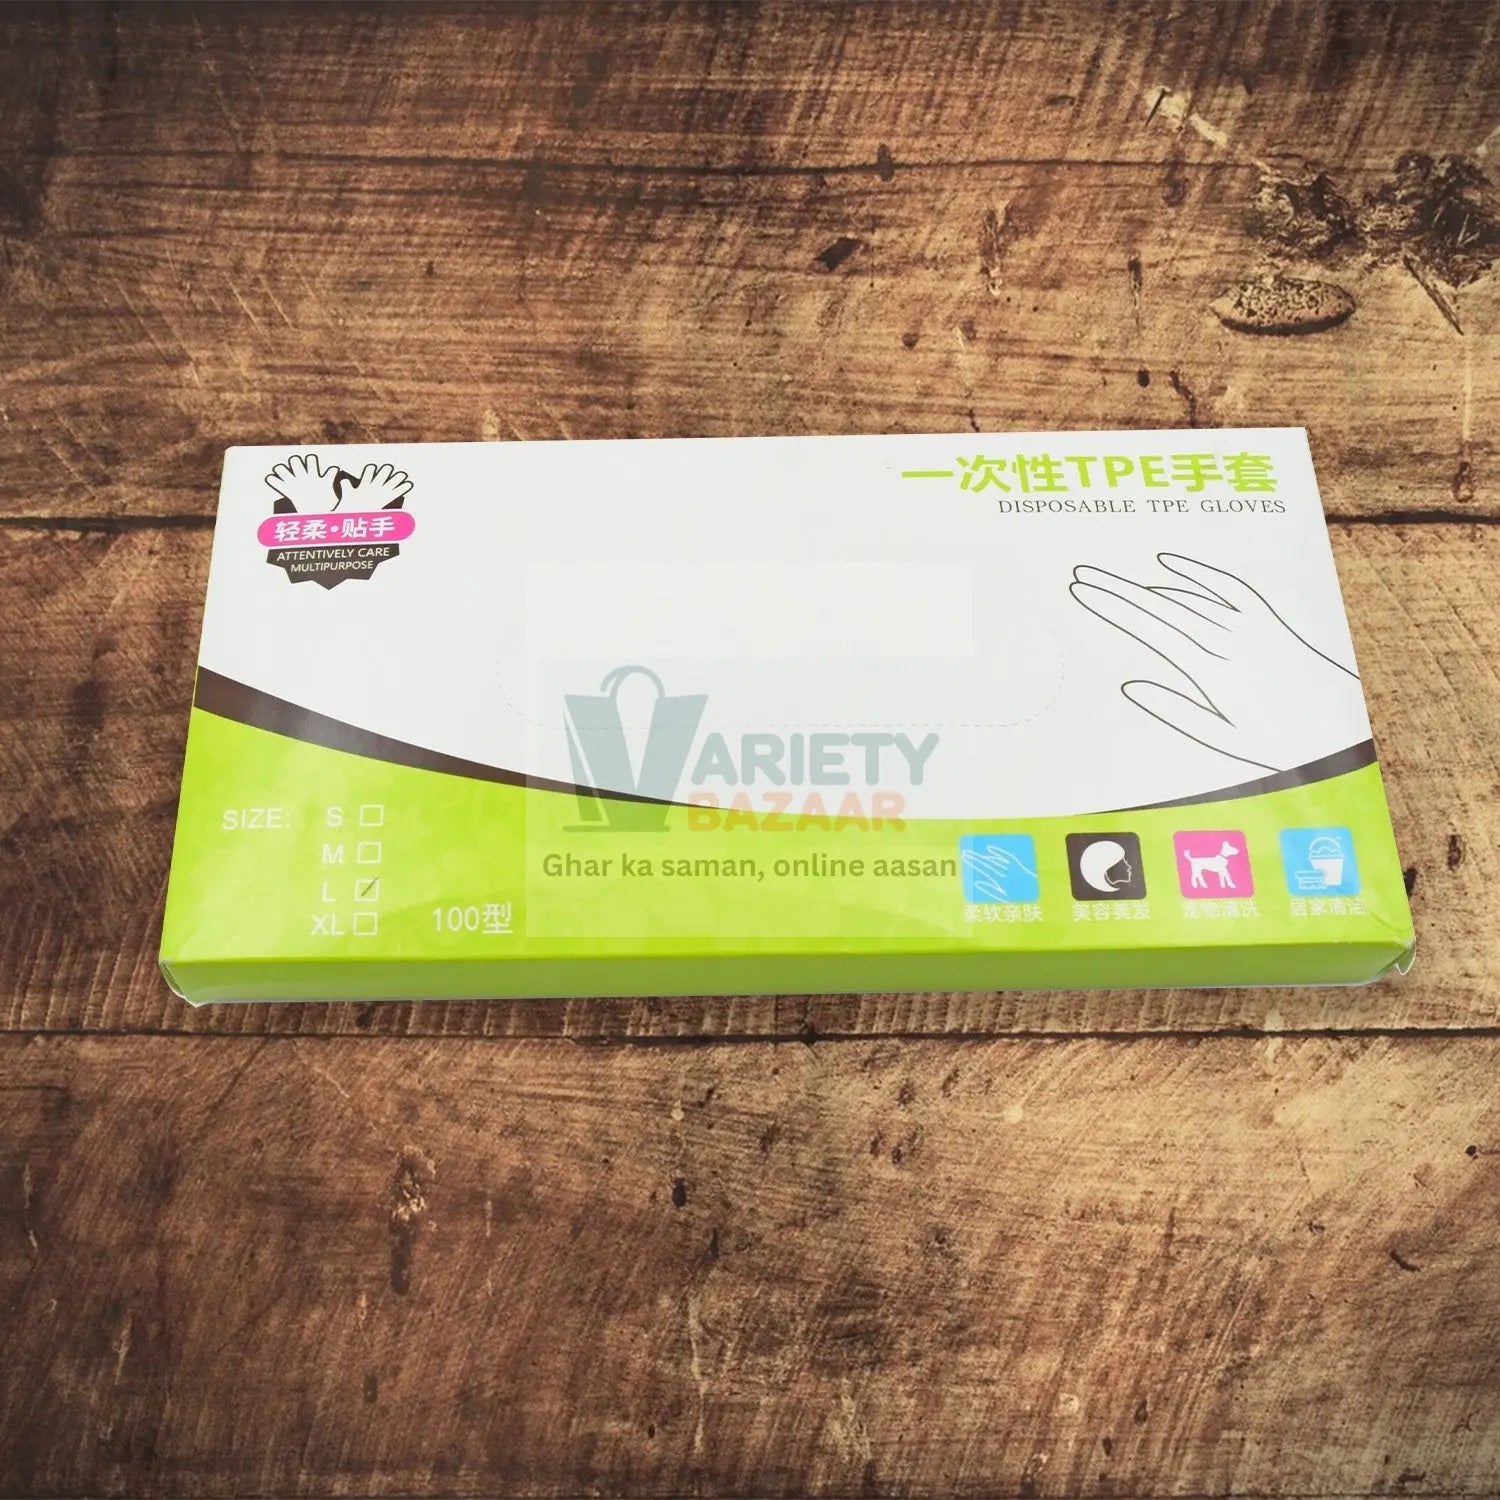 一次性TPE手套
DISPOSABLE TPE GLOVES
轻柔·贴手
ATTENTIVELY CARE
MULTIPURPOSE
VARIETY
BAZAAR
Ghar ka saman, online aasan
SIZE: S
M
L
XL
100型
柔软亲肤
美容美发
宠物清洗
居家清洁